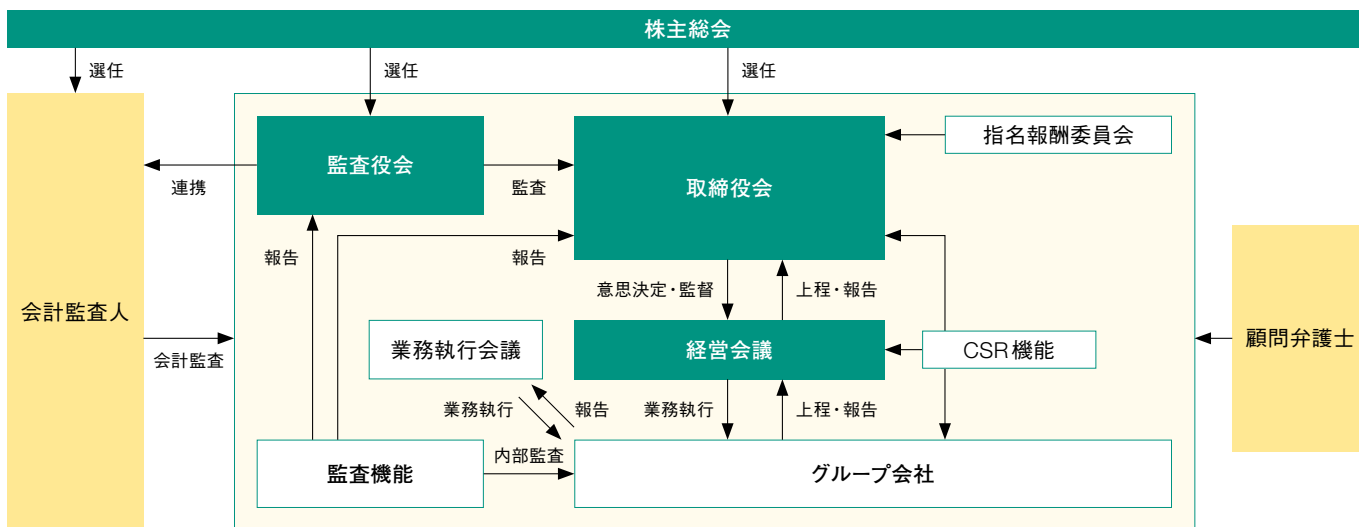 株主総会
選任
選任
選任
指名報酬委員会
監査役会
取締役会
連携
監査
報告
報告
意思決定・監督
上程・報告
会計監査人
会計監査
業務執行会議
経営会議
CSR機能
顧問弁護士
業務執行
報告
業務執行
上程・報告
監査機能
内部監査
グループ会社